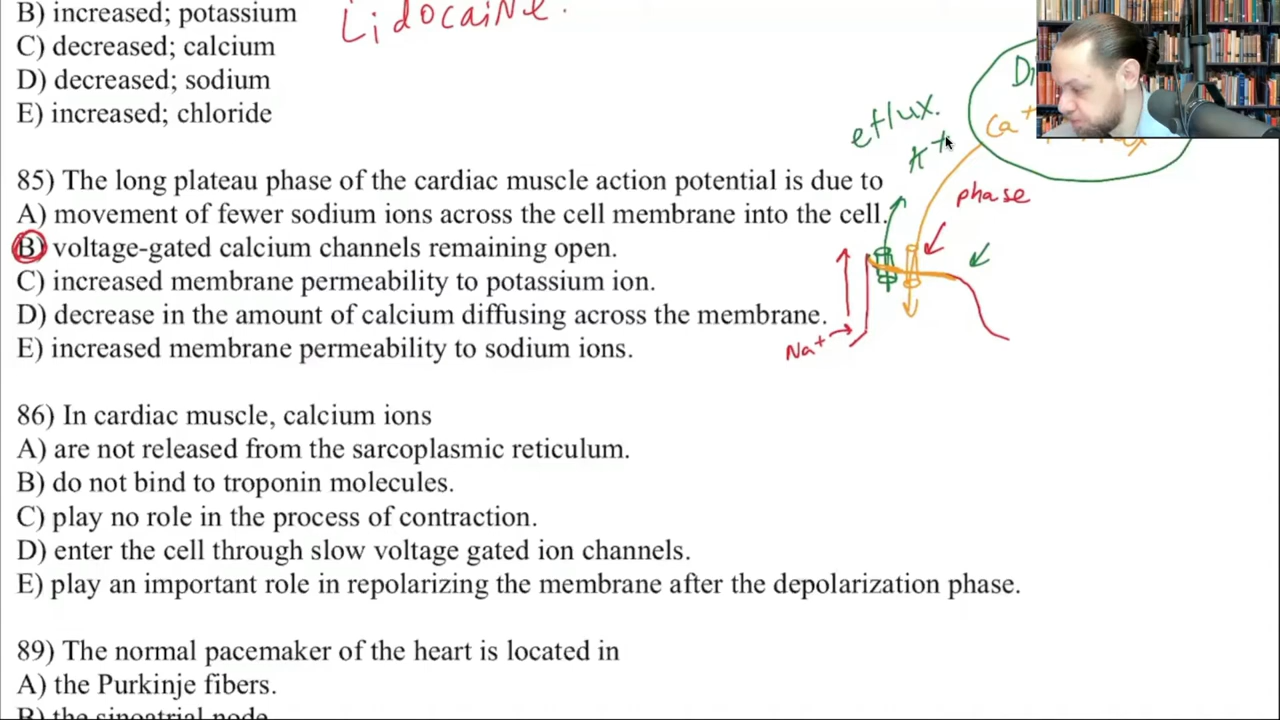 B) increased; potassium
Lidocaine.
C) decreased; calcium
D) decreased; sodium
E) increased; chloride
eflux.
K+
Ca+
phase
85) The long plateau phase of the cardiac muscle action potential is due to
A) movement of fewer sodium ions across the cell membrane into the cell.
B) voltage-gated calcium channels remaining open.
C) increased membrane permeability to potassium ion.
D) decrease in the amount of calcium diffusing across the membrane.
E) increased membrane permeability to sodium ions.
Na+
86) In cardiac muscle, calcium ions
A) are not released from the sarcoplasmic reticulum.
B) do not bind to troponin molecules.
C) play no role in the process of contraction.
D) enter the cell through slow voltage gated ion channels.
E) play an important role in repolarizing the membrane after the depolarization phase.
89) The normal pacemaker of the heart is located in
A) the Purkinje fibers.
B) the sinoatrial node